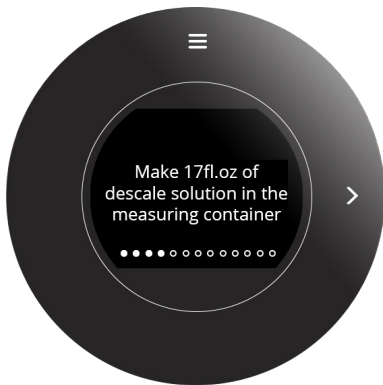 Make 17fl.oz of
descale solution in the
measuring container